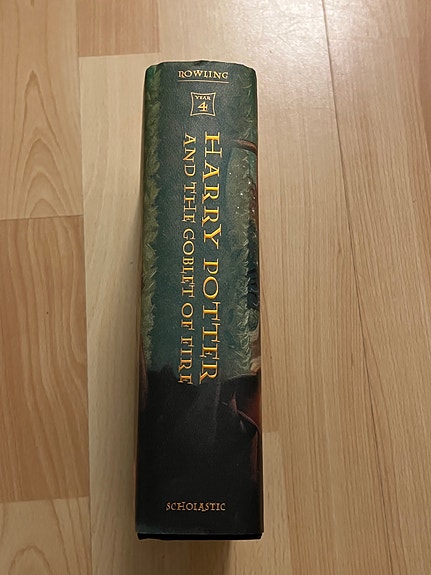 ROWLING
YEAR
4
HARRY POTTER
AND THE GOBLET OF FIRE
SCHOLASTIC